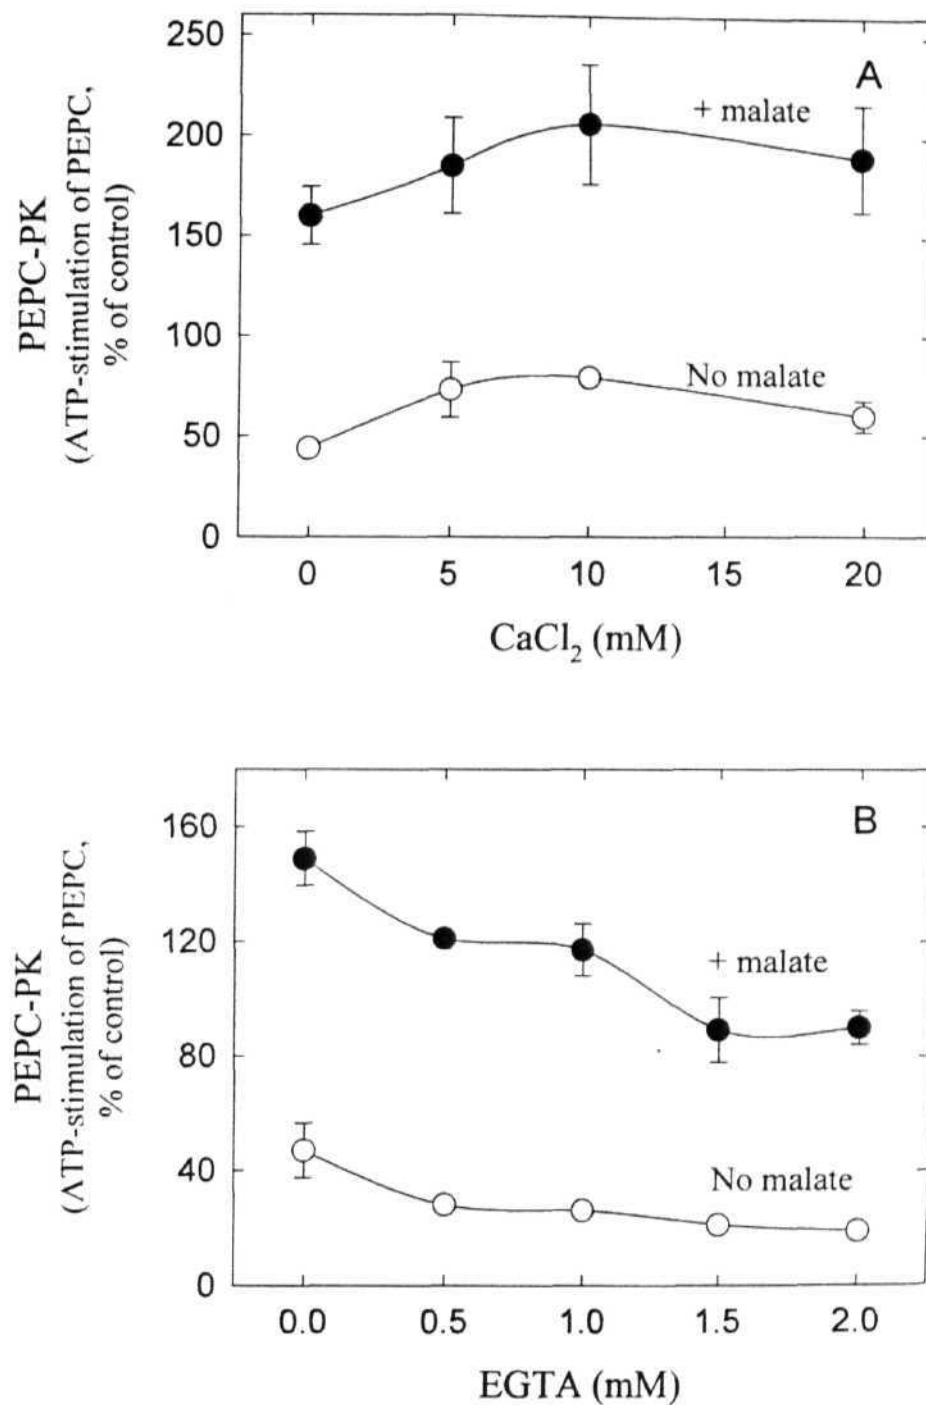 250
200
150
100
50
0
A
+ malate
No malate
PEPC-PK
(ATP-stimulation of PEPC,
% of control)
0 5 10 15 20
CaCl₂ (mM)
160
120
80
40
0
B
+ malate
No malate
PEPC-PK
(ATP-stimulation of PEPC,
% of control)
0.0 0.5 1.0 1.5 2.0
EGTA (mM)